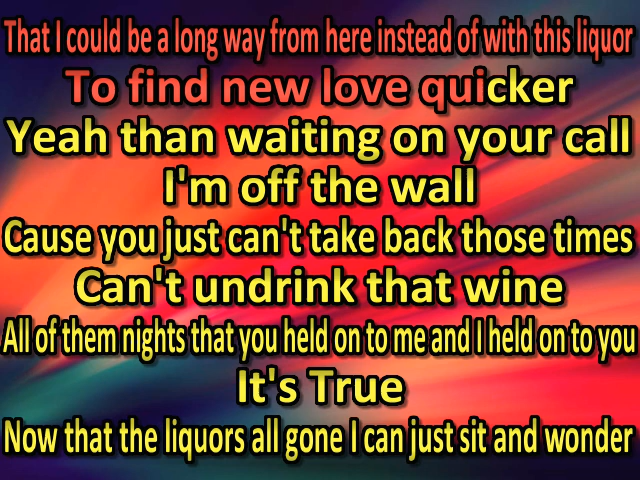 That I could be a long way from here instead of with this liquor
To find new love quicker
Yeah than waiting on your call
I'm off the wall
Cause you just can't take back those times
Can't undrink that wine
All of them nights that you held on to me and I held on to you
It's True
Now that the liquors all gone I can just sit and wonder